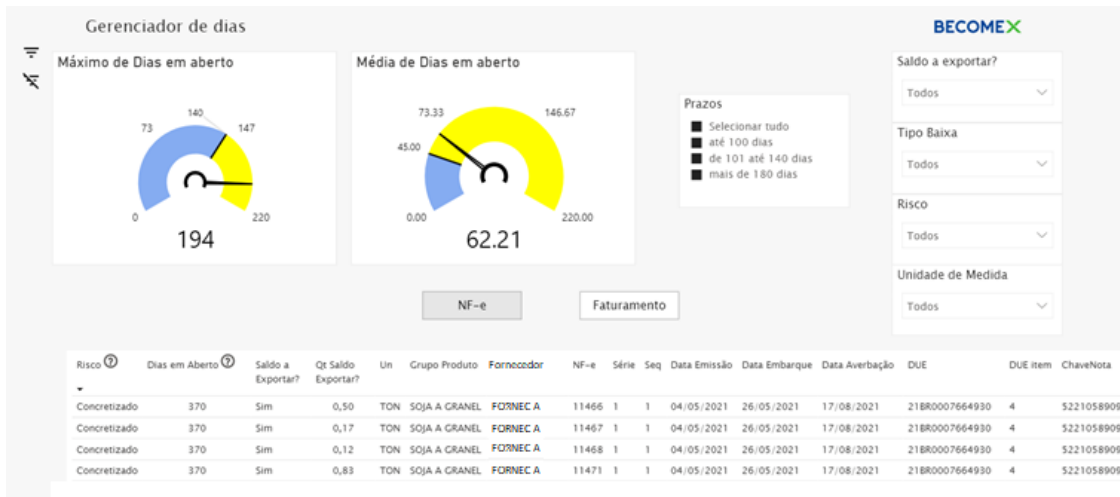 Gerenciador de dias
BECOMEX
Máximo de Dias em aberto
73
140
147
0
220
194
Média de Dias em aberto
45.00
73.33
146.67
0.00
220.00
62.21
Prazos
Selecionar tudo
até 100 dias
de 101 até 140 dias
mais de 180 dias
Saldo a exportar?
Todos
Tipo Baixa
Todos
Risco
Todos
Unidade de Medida
Todos
NF-e
Faturamento
Risco ? Dias em Aberto ? Saldo a Exportar? Qt Saldo Exportar? Un Grupo Produto Fornecedor NF-e Série Seq Data Emissão Data Embarque Data Averbação DUE DUE item ChaveNota
Concretizado 370 Sim 0,50 TON SOJA A GRANEL FORNEC A 11466 1 1 04/05/2021 26/05/2021 17/08/2021 21BR0007664930 4 5221058909
Concretizado 370 Sim 0,17 TON SOJA A GRANEL FORNEC A 11467 1 1 04/05/2021 26/05/2021 17/08/2021 21BR0007664930 4 5221058909
Concretizado 370 Sim 0,12 TON SOJA A GRANEL FORNEC A 11468 1 1 04/05/2021 26/05/2021 17/08/2021 21BR0007664930 4 5221058909
Concretizado 370 Sim 0,83 TON SOJA A GRANEL FORNEC A 11471 1 1 04/05/2021 26/05/2021 17/08/2021 21BR0007664930 4 5221058909